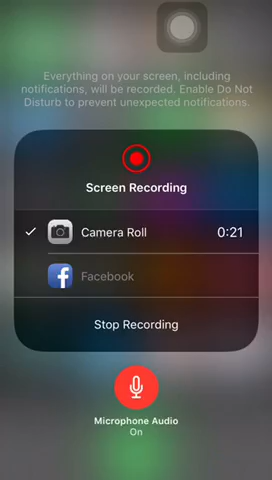 Everything on your screen, including
notifications, will be recorded. Enable Do Not
Disturb to prevent unexpected notifications.
Screen Recording
Camera Roll 0:21
Facebook
Stop Recording
Microphone Audio
On